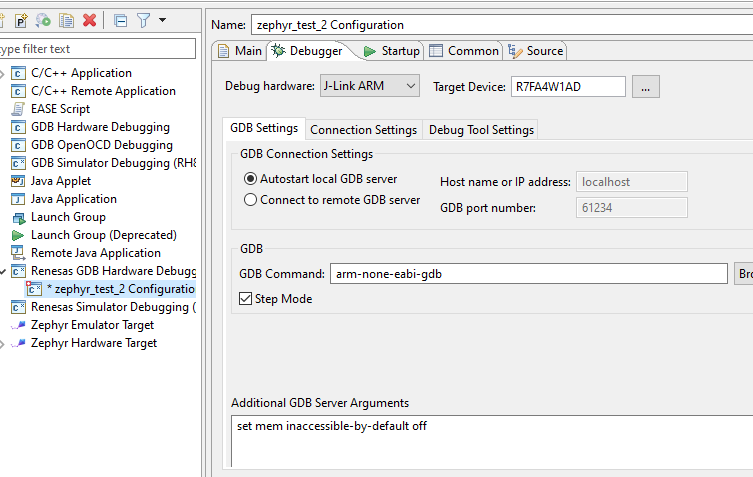 Name: zephyr_test_2 Configuration
type filter text
C/C++ Application
C/C++ Remote Application
EASE Script
GDB Hardware Debugging
GDB OpenOCD Debugging
GDB Simulator Debugging (RH8
Java Applet
Java Application
Launch Group
Launch Group (Deprecated)
Remote Java Application
Renesas GDB Hardware Debugg
* zephyr_test_2 Configuratio
Renesas Simulator Debugging (
Zephyr Emulator Target
Zephyr Hardware Target
Main Debugger Startup Common Source
Debug hardware: J-Link ARM Target Device: R7FA4W1AD ...
GDB Settings Connection Settings Debug Tool Settings
GDB Connection Settings
Autostart local GDB server Host name or IP address: localhost
Connect to remote GDB server GDB port number: 61234
GDB
GDB Command: arm-none-eabi-gdb Bro
Step Mode
Additional GDB Server Arguments
set mem inaccessible-by-default off